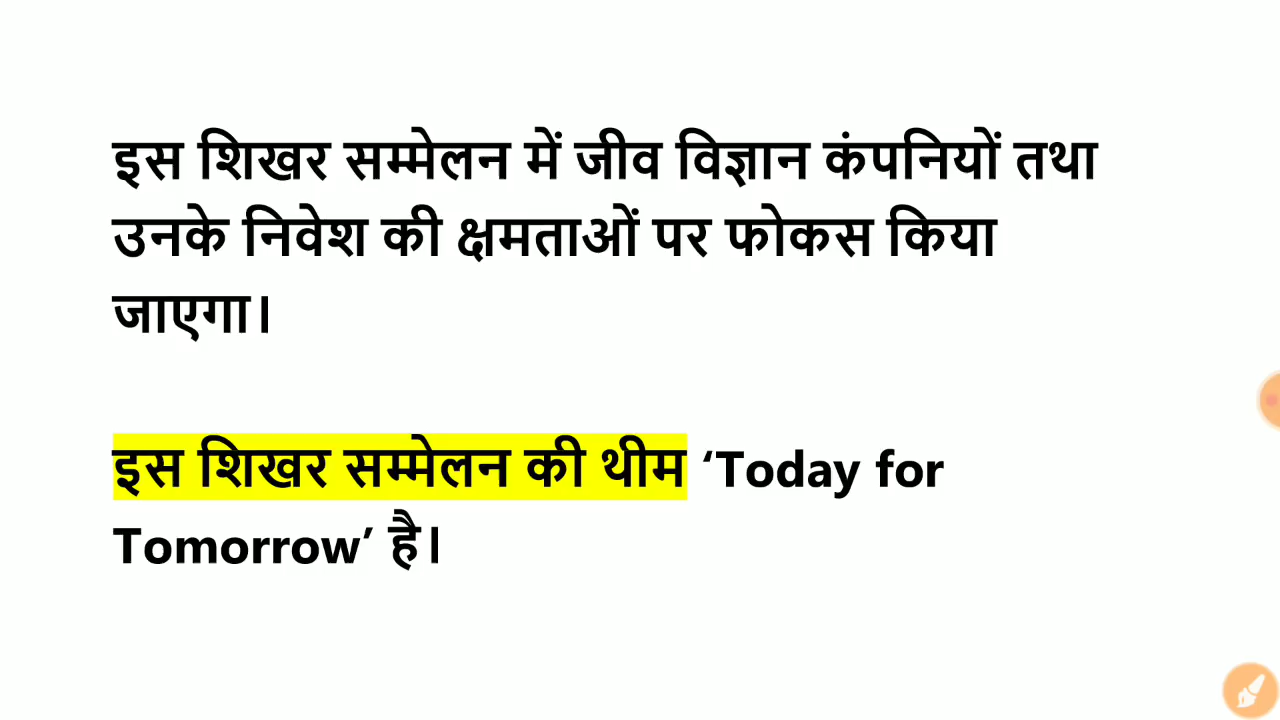 इस शिखर सम्मेलन में जीव विज्ञान कंपनियों तथा
उनके निवेश की क्षमताओं पर फोकस किया
जाएगा।
इस शिखर सम्मेलन की थीम ‘Today for
Tomorrow’ है।